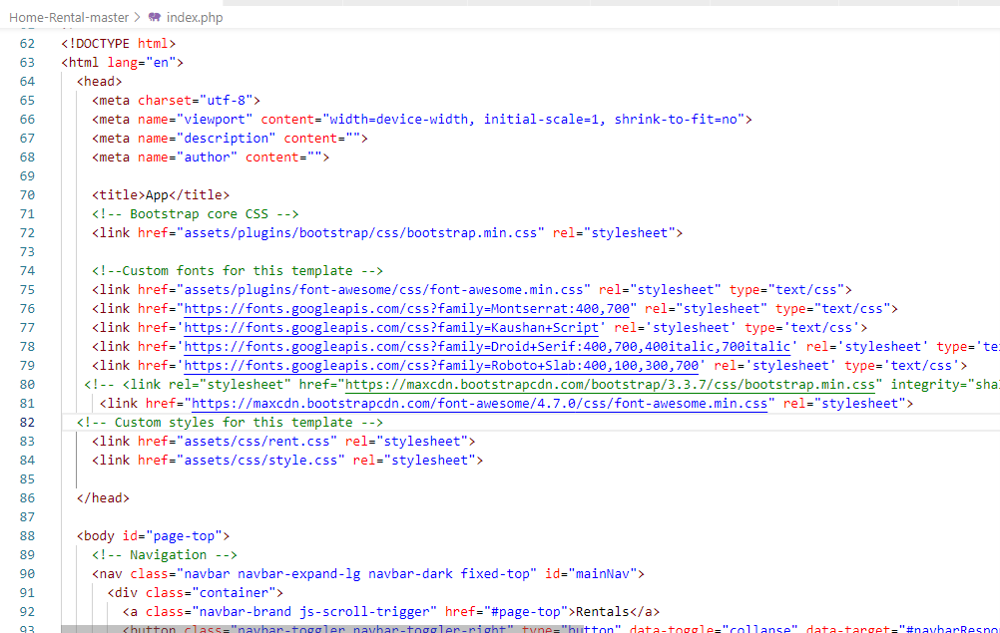 Home-Rental-master > index.php
62 <!DOCTYPE html>
63 <html lang="en">
64 <head>
65 <meta charset="utf-8">
66 <meta name="viewport" content="width=device-width, initial-scale=1, shrink-to-fit=no">
67 <meta name="description" content="">
68 <meta name="author" content="">
69
70 <title>App</title>
71 <!-- Bootstrap core CSS -->
72 <link href="assets/plugins/bootstrap/css/bootstrap.min.css" rel="stylesheet">
73
74 <!--Custom fonts for this template -->
75 <link href="assets/plugins/font-awesome/css/font-awesome.min.css" rel="stylesheet" type="text/css">
76 <link href="https://fonts.googleapis.com/css?family=Montserrat:400,700" rel="stylesheet" type="text/css">
77 <link href='https://fonts.googleapis.com/css?family=Kaushan+Script' rel='stylesheet' type='text/css'>
78 <link href='https://fonts.googleapis.com/css?family=Droid+Serif:400,700,400italic,700italic' rel='stylesheet' type='te
79 <link href='https://fonts.googleapis.com/css?family=Roboto+Slab:400,100,300,700' rel='stylesheet' type='text/css'>
80 <!-- <link rel="stylesheet" href="https://maxcdn.bootstrapcdn.com/bootstrap/3.3.7/css/bootstrap.min.css" integrity="sha
81 <link href="https://maxcdn.bootstrapcdn.com/font-awesome/4.7.0/css/font-awesome.min.css" rel="stylesheet">
82 <!-- Custom styles for this template -->
83 <link href="assets/css/rent.css" rel="stylesheet">
84 <link href="assets/css/style.css" rel="stylesheet">
85
86 </head>
87
88 <body id="page-top">
89 <!-- Navigation -->
90 <nav class="navbar navbar-expand-lg navbar-dark fixed-top" id="mainNav">
91 <div class="container">
92 <a class="navbar-brand js-scroll-trigger" href="#page-top">Rentals</a>
93 <button class="navbar-toggler navbar-toggler-right" type="button" data-toggle="collapse" data-target="#navbarRespo